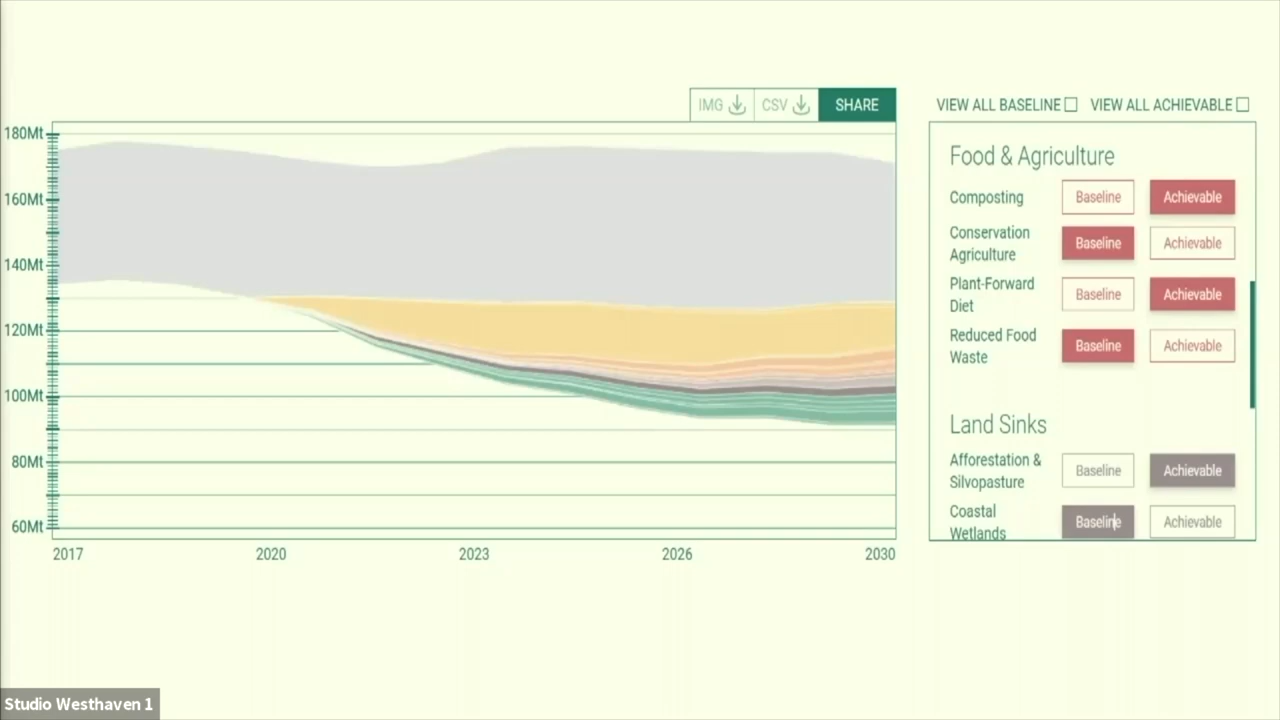 IMG CSV SHARE
VIEW ALL BASELINE VIEW ALL ACHIEVABLE
180Mt
160Mt
140Mt
120Mt
100Mt
80Mt
60Mt
2017 2020 2023 2026 2030
Food & Agriculture
Composting Baseline Achievable
Conservation
Agriculture Baseline Achievable
Plant-Forward
Diet Baseline Achievable
Reduced Food
Waste Baseline Achievable
Land Sinks
Afforestation &
Silvopasture Baseline Achievable
Coastal
Wetlands Baseline Achievable
Studio Westhaven 1